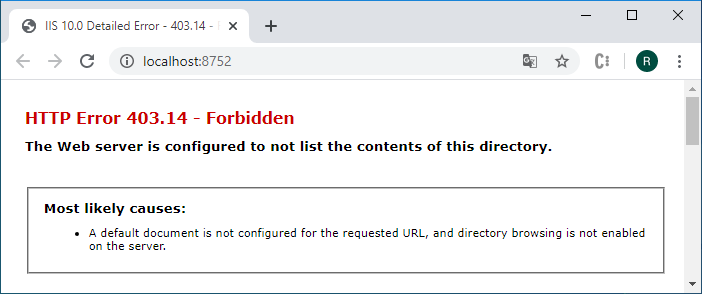 IIS 10.0 Detailed Error - 403.14 -
localhost:8752
R
HTTP Error 403.14 - Forbidden
The Web server is configured to not list the contents of this directory.
Most likely causes:
• A default document is not configured for the requested URL, and directory browsing is not enabled
on the server.